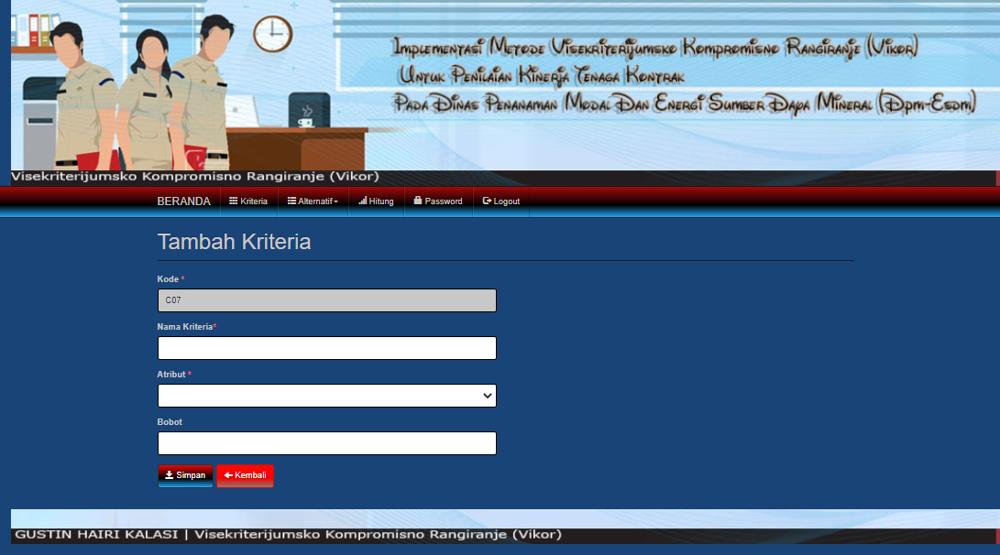 Implementasi Metode Visekriterijumsko Kompromisno Rangiranje (Vikor)
Untuk Penilaian Kinerja Tenaga Kontrak
Pada Dinas Penanaman Modal Dan Energi Sumber Daya Mineral (Dpm-Esdm)
Visekriterijumsko Kompromisno Rangiranje (Vikor)
BERANDA Kriteria Alternatif Hitung Password Logout
Tambah Kriteria
Kode *
C07
Nama Kriteria*
Atribut *
Bobot
Simpan Kembali
GUSTIN HAIRI KALASI | Visekriterijumsko Kompromisno Rangiranje (Vikor)